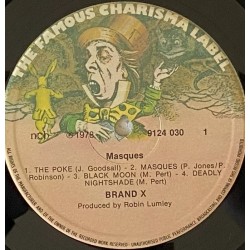 THE FAMOUS CHARISMA LABEL
nCb ℗ 1978 9124 030 1
Masques
1. THE POKE (J. Goodsall) - 2. MASQUES (P. Jones/P.
Robinson) - 3. BLACK MOON (M. Pert) - 4. DEADLY
NIGHTSHADE (M. Pert)
BRAND X
Produced by Robin Lumley